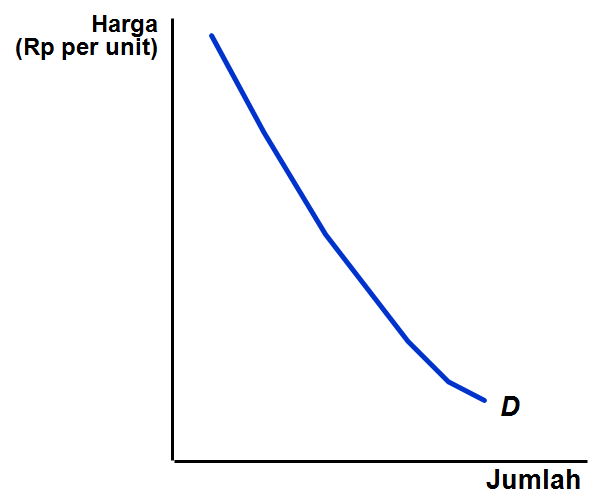 Harga
(Rp per unit)
D
Jumlah